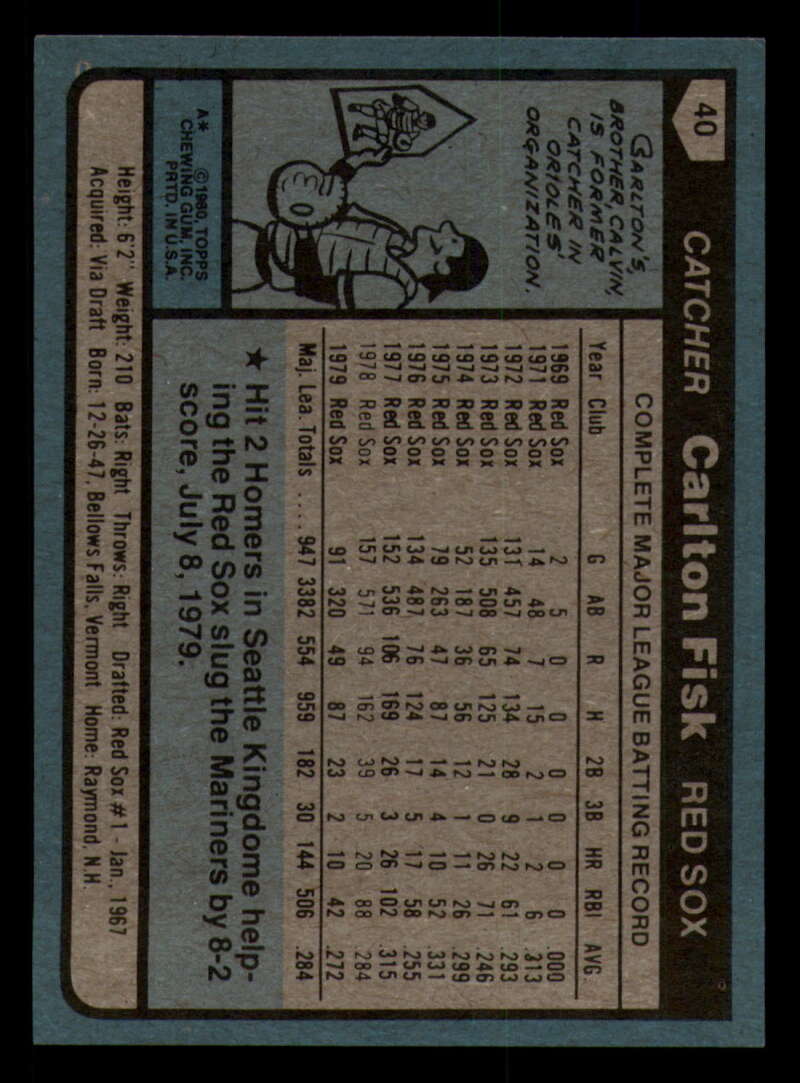 40 CATCHER Carlton Fisk RED SOX
CARLTON'S,
BROTHER, CALVIN,
IS FORMER
CATCHER IN
ORIOLES'
ORGANIZATION.
A* ©1980, TOPPS
CHEWING GUM, INC.
PRTD. IN U.S.A.
COMPLETE MAJOR LEAGUE BATTING RECORD
Year Club G AB R H 2B 3B HR RBI AVG.
1969 Red Sox 2 5 0 0 0 0 0 0 .000
1971 Red Sox 14 48 7 15 2 1 2 6 .313
1972 Red Sox 131 457 74 134 28 9 22 61 .293
1973 Red Sox 135 508 65 125 21 0 26 71 .246
1974 Red Sox 52 187 36 56 12 1 11 26 .299
1975 Red Sox 79 263 47 87 14 4 10 52 .331
1976 Red Sox 134 487 76 124 17 5 17 58 .255
1977 Red Sox 152 536 106 169 26 3 26 102 .315
1978 Red Sox 157 571 94 162 39 5 20 88 .284
1979 Red Sox 91 320 49 87 23 2 10 42 .272
Maj. Lea. Totals .... 947 3382 554 959 182 30 144 506 .284
★ Hit 2 Homers in Seattle Kingdome help-
ing the Red Sox slug the Mariners by 8-2
score, July 8, 1979.
Height: 6'2" Weight: 210 Bats: Right Throws: Right Drafted: Red Sox #1 - Jan., 1967
Acquired: Via Draft Born: 12-26-47, Bellows Falls, Vermont Home: Raymond, N.H.